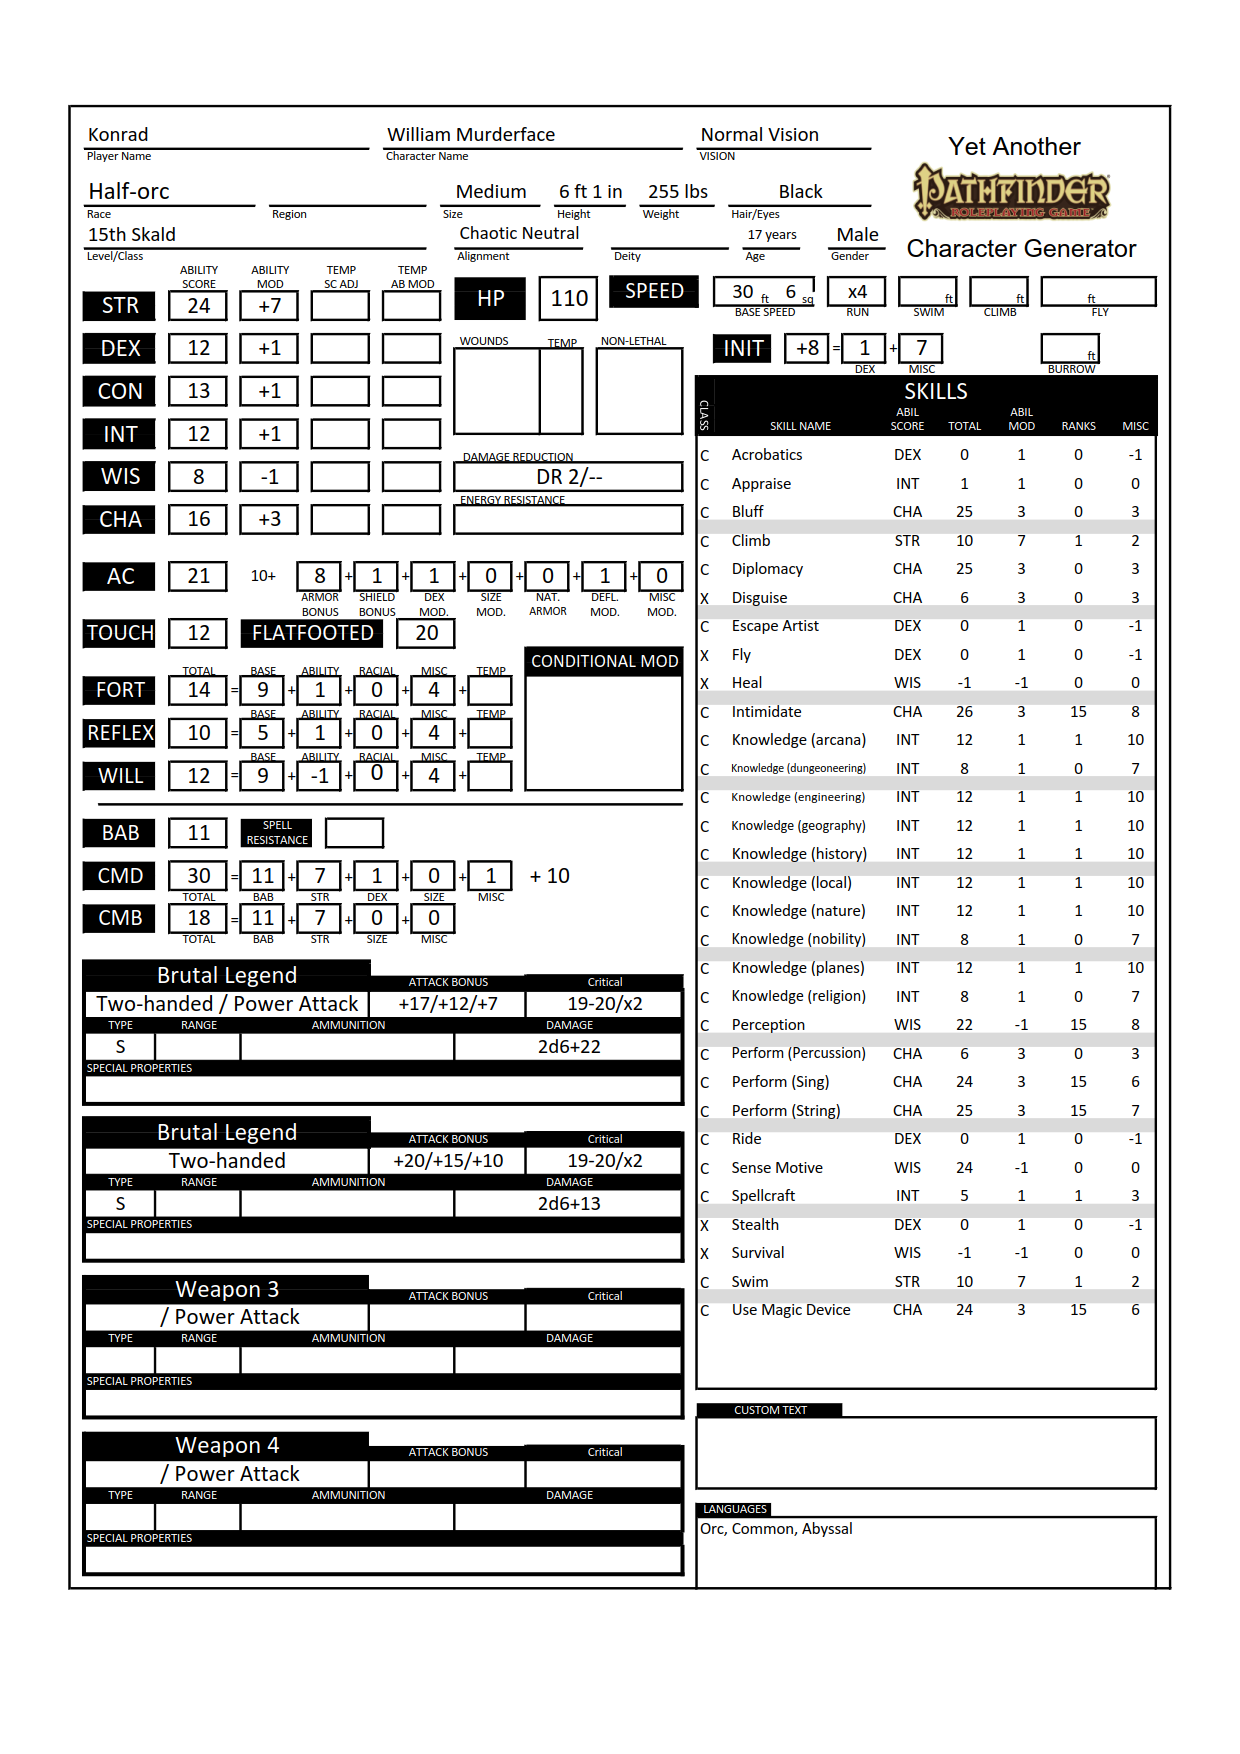 Konrad William Murderface Normal Vision
Player Name Character Name VISION
Yet Another
PATHFINDER
ROLEPLAYING GAME
Character Generator
Half-orc Medium 6 ft 1 in 255 lbs Black
Race Region Size Height Weight Hair/Eyes
15th Skald Chaotic Neutral 17 years Male
Level/Class Alignment Deity Age Gender
ABILITY SCORE ABILITY MOD TEMP SC ADJ TEMP AB MOD
STR 24 +7
DEX 12 +1
CON 13 +1
INT 12 +1
WIS 8 -1
CHA 16 +3
HP 110 SPEED 30 ft 6 sq x4 ft ft ft
BASE SPEED RUN SWIM CLIMB FLY
WOUNDS TEMP NON-LETHAL
INIT +8 = 1 + 7 ft
DEX MISC BURROW
DAMAGE REDUCTION
DR 2/--
ENERGY RESISTANCE
AC 21 10+ 8 + 1 + 1 + 0 + 0 + 1 + 0
ARMOR BONUS SHIELD BONUS DEX MOD. SIZE MOD. NAT. ARMOR DEFL. MOD. MISC MOD.
TOUCH 12 FLATFOOTED 20
CONDITIONAL MOD
TOTAL BASE ABILITY RACIAL MISC TEMP
FORT 14 = 9 + 1 + 0 + 4 +
BASE ABILITY RACIAL MISC TEMP
REFLEX 10 = 5 + 1 + 0 + 4 +
BASE ABILITY RACIAL MISC TEMP
WILL 12 = 9 + -1 + 0 + 4 +
BAB 11 SPELL RESISTANCE
CMD 30 = 11 + 7 + 1 + 0 + 1 + 10
TOTAL BAB STR DEX SIZE MISC
CMB 18 = 11 + 7 + 0 + 0
TOTAL BAB STR SIZE MISC
Brutal Legend ATTACK BONUS Critical
Two-handed / Power Attack +17/+12/+7 19-20/x2
TYPE RANGE AMMUNITION DAMAGE
S 2d6+22
SPECIAL PROPERTIES
Brutal Legend ATTACK BONUS Critical
Two-handed +20/+15/+10 19-20/x2
TYPE RANGE AMMUNITION DAMAGE
S 2d6+13
SPECIAL PROPERTIES
Weapon 3 ATTACK BONUS Critical
/ Power Attack
TYPE RANGE AMMUNITION DAMAGE
SPECIAL PROPERTIES
Weapon 4 ATTACK BONUS Critical
/ Power Attack
TYPE RANGE AMMUNITION DAMAGE
SPECIAL PROPERTIES
SKILLS
CLASS SKILL NAME ABIL SCORE TOTAL ABIL MOD RANKS MISC
C Acrobatics DEX 0 1 0 -1
C Appraise INT 1 1 0 0
C Bluff CHA 25 3 0 3
C Climb STR 10 7 1 2
C Diplomacy CHA 25 3 0 3
X Disguise CHA 6 3 0 3
C Escape Artist DEX 0 1 0 -1
X Fly DEX 0 1 0 -1
X Heal WIS -1 -1 0 0
C Intimidate CHA 26 3 15 8
C Knowledge (arcana) INT 12 1 1 10
C Knowledge (dungeoneering) INT 8 1 0 7
C Knowledge (engineering) INT 12 1 1 10
C Knowledge (geography) INT 12 1 1 10
C Knowledge (history) INT 12 1 1 10
C Knowledge (local) INT 12 1 1 10
C Knowledge (nature) INT 12 1 1 10
C Knowledge (nobility) INT 8 1 0 7
C Knowledge (planes) INT 12 1 1 10
C Knowledge (religion) INT 8 1 0 7
C Perception WIS 22 -1 15 8
C Perform (Percussion) CHA 6 3 0 3
C Perform (Sing) CHA 24 3 15 6
C Perform (String) CHA 25 3 15 7
C Ride DEX 0 1 0 -1
C Sense Motive WIS 24 -1 0 0
C Spellcraft INT 5 1 1 3
X Stealth DEX 0 1 0 -1
X Survival WIS -1 -1 0 0
C Swim STR 10 7 1 2
C Use Magic Device CHA 24 3 15 6
CUSTOM TEXT
LANGUAGES
Orc, Common, Abyssal